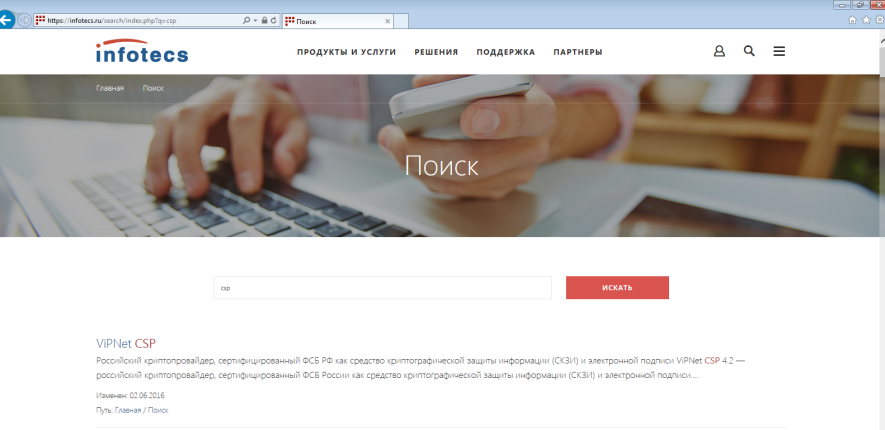 https://infotecs.ru/search/index.php?q=csp
Поиск
infotecs
ПРОДУКТЫ И УСЛУГИ РЕШЕНИЯ ПОДДЕРЖКА ПАРТНЕРЫ
Главная Поиск
Поиск
csp
ИСКАТЬ
ViPNet CSP
Российский криптопровайдер, сертифицированный ФСБ РФ как средство криптографической защиты информации (СКЗИ) и электронной подписи ViPNet CSP 4.2 —
российский криптопровайдер, сертифицированный ФСБ России как средство криптографической защиты информации (СКЗИ) и электронной подписи....
Изменен: 02.06.2016
Путь: Главная / Поиск